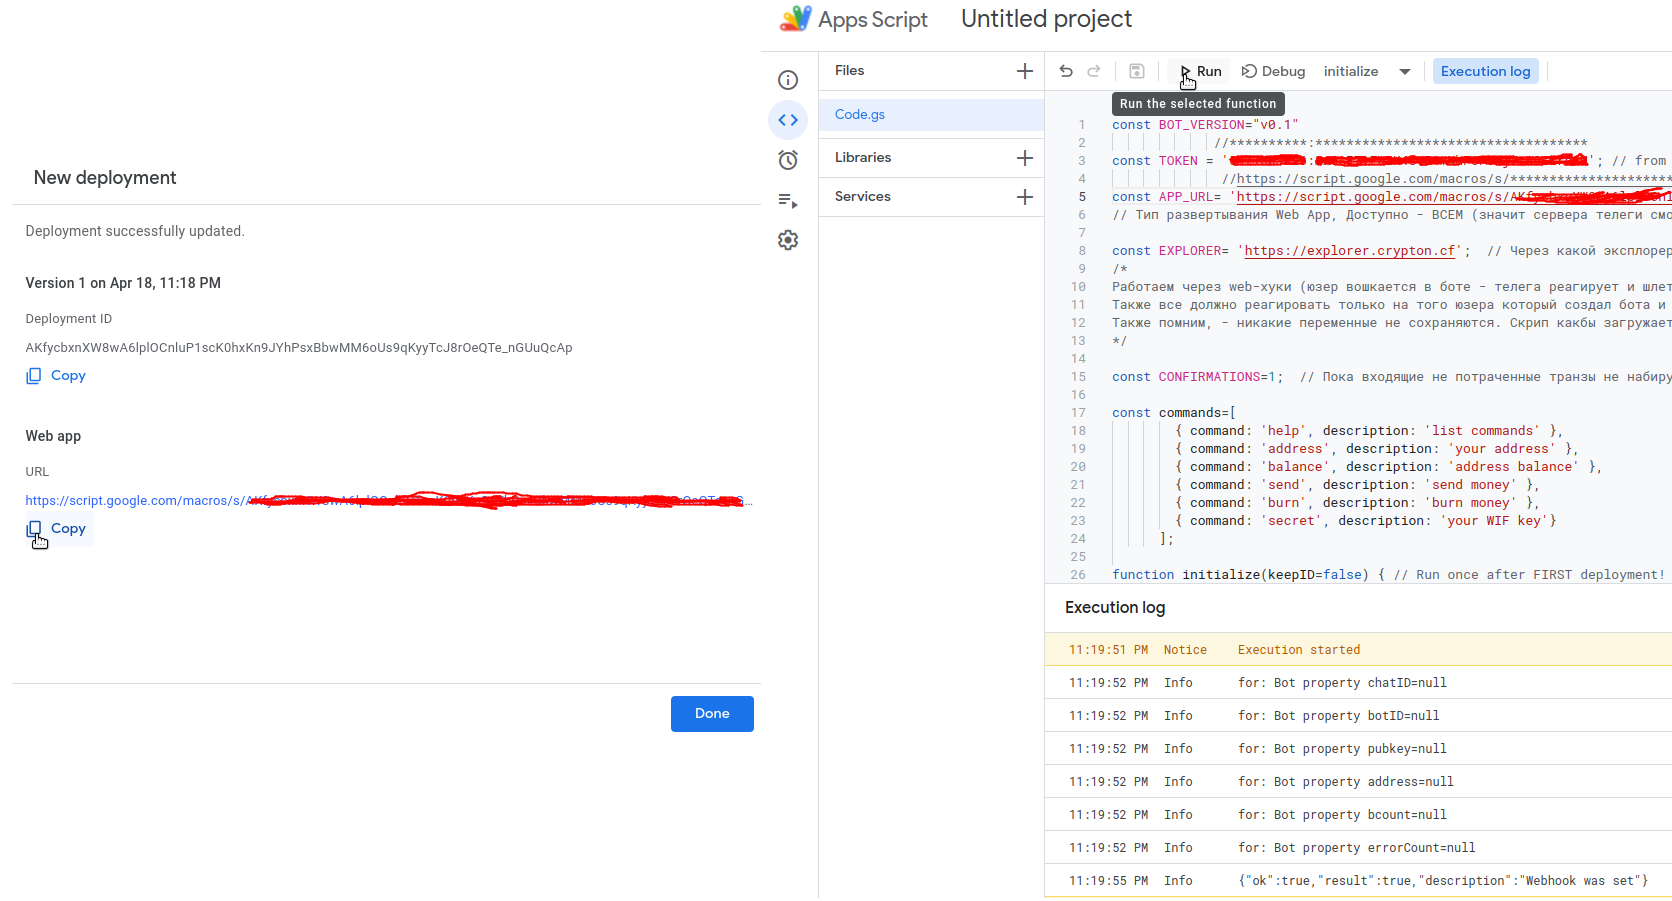 New deployment
Deployment successfully updated.
Version 1 on Apr 18, 11:18 PM
Deployment ID
AKfycbxnXW8wA6lplOCnluP1scK0hxKn9JYhPsxBbwMM6oUs9qKyyTcJ8rOeQTe_nGUuQcAp
Copy
Web app
URL
https://script.google.com/macros/s/
Copy
Done
Apps Script Untitled project
Files
Code.gs
Libraries
Services
Run Debug initialize Execution log
Run the selected function
1 const BOT_VERSION="v0.1"
2 //**********:***********************************
3 const TOKEN = ' '; // from
4 //https://script.google.com/macros/s/*********************
5 const APP_URL= 'https://script.google.com/macros/s/
6 // Тип развертывания Web App, Доступно - ВСЕМ (значит сервера телеги смо
7
8 const EXPLORER= 'https://explorer.crypton.cf'; // Через какой эксплорер
9 /*
10 Работаем через web-хуки (юзер вошкается в боте - телега реагирует и шлет
11 Также все должно реагировать только на того юзера который создал бота и
12 Также помним, - никакие переменные не сохраняются. Скрип какбы загружает
13 */
14
15 const CONFIRMATIONS=1; // Пока входящие не потраченные транзы не набиру
16
17 const commands=[
18 { command: 'help', description: 'list commands' },
19 { command: 'address', description: 'your address' },
20 { command: 'balance', description: 'address balance' },
21 { command: 'send', description: 'send money' },
22 { command: 'burn', description: 'burn money' },
23 { command: 'secret', description: 'your WIF key'}
24 ];
25
26 function initialize(keepID=false) { // Run once after FIRST deployment!
Execution log
11:19:51 PM Notice Execution started
11:19:52 PM Info for: Bot property chatID=null
11:19:52 PM Info for: Bot property botID=null
11:19:52 PM Info for: Bot property pubkey=null
11:19:52 PM Info for: Bot property address=null
11:19:52 PM Info for: Bot property bcount=null
11:19:52 PM Info for: Bot property errorCount=null
11:19:55 PM Info {"ok":true,"result":true,"description":"Webhook was set"}